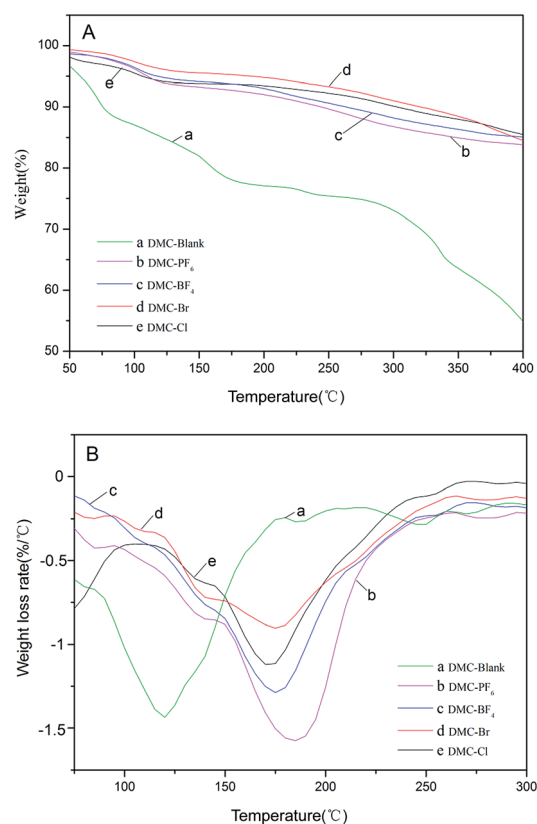 A
100
90
80
70
60
50
Weight(%)
d
e
c
b
a
a DMC-Blank
b DMC-PF₆
c DMC-BF₄
d DMC-Br
e DMC-Cl
50 100 150 200 250 300 350 400
Temperature(℃)
B
0
-0.5
-1
-1.5
Weight loss rate(%/℃)
c
d
a
e
b
a DMC-Blank
b DMC-PF₆
c DMC-BF₄
d DMC-Br
e DMC-Cl
100 150 200 250 300
Temperature(℃)